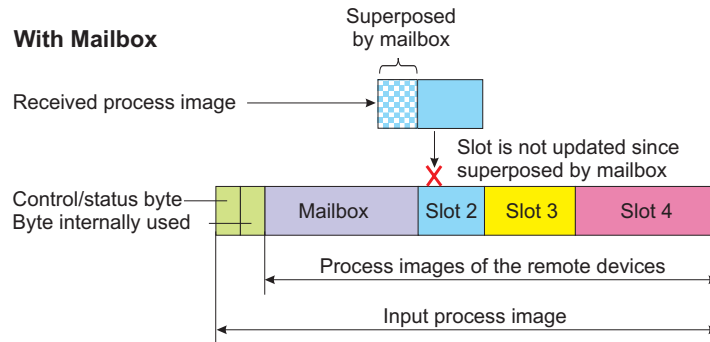 Superposed
by mailbox
With Mailbox
Received process image
Slot is not updated since
superposed by mailbox
Control/status byte
Byte internally used
Mailbox
Slot 2
Slot 3
Slot 4
Process images of the remote devices
Input process image